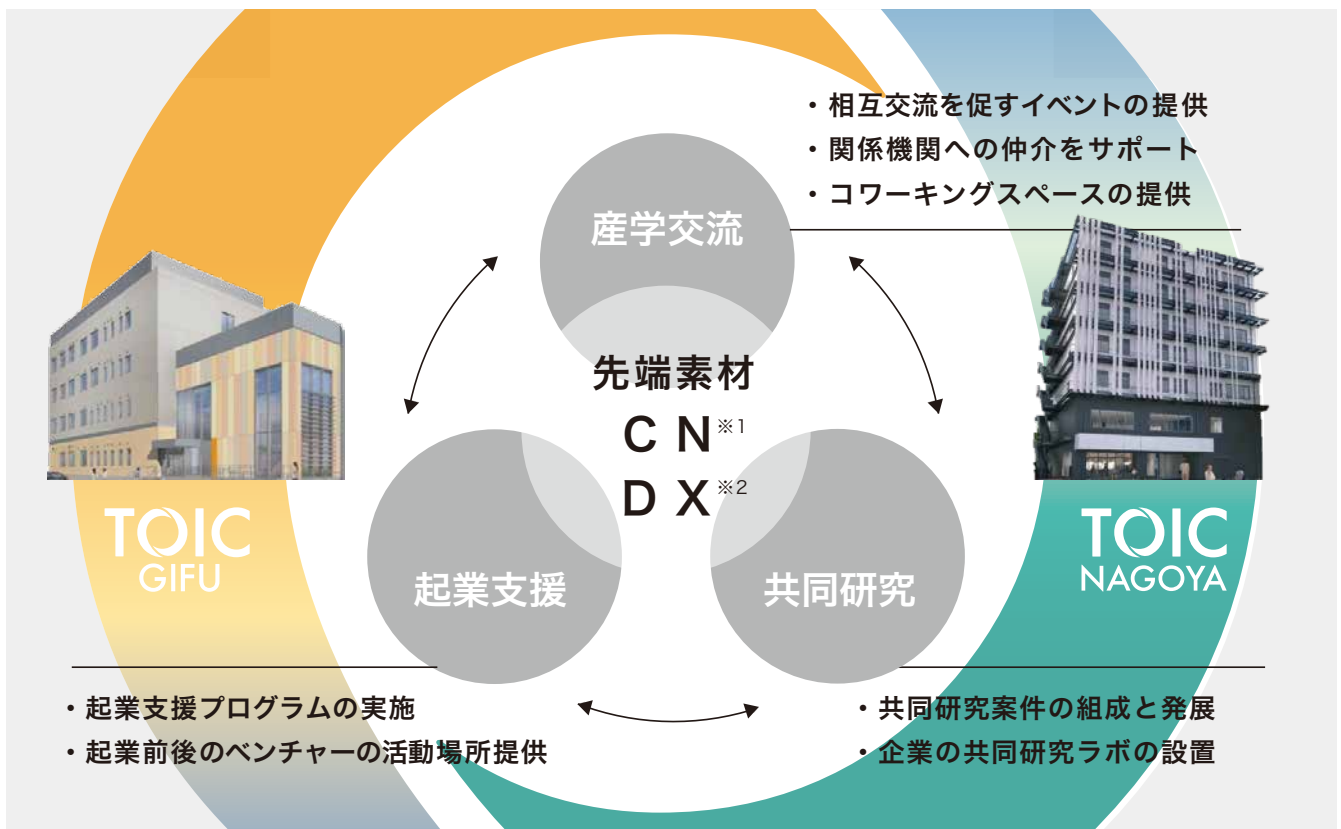 ・相互交流を促すイベントの提供
・関係機関への仲介をサポート
・コワーキングスペースの提供
産学交流
先端素材
C N※1
D X※2
TOIC
GIFU
TOIC
NAGOYA
起業支援
共同研究
・起業支援プログラムの実施
・起業前後のベンチャーの活動場所提供
・共同研究案件の組成と発展
・企業の共同研究ラボの設置